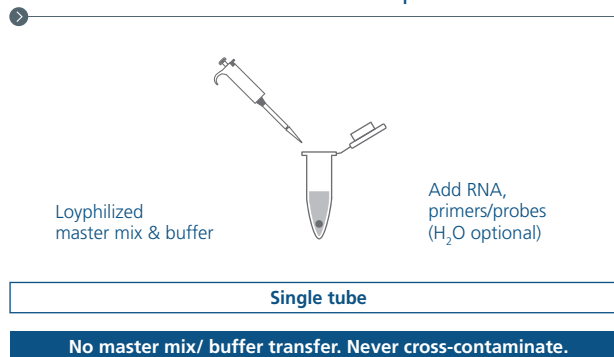 Loyphilized
master mix & buffer
Add RNA,
primers/probes
(H₂O optional)
Single tube
No master mix/ buffer transfer. Never cross-contaminate.